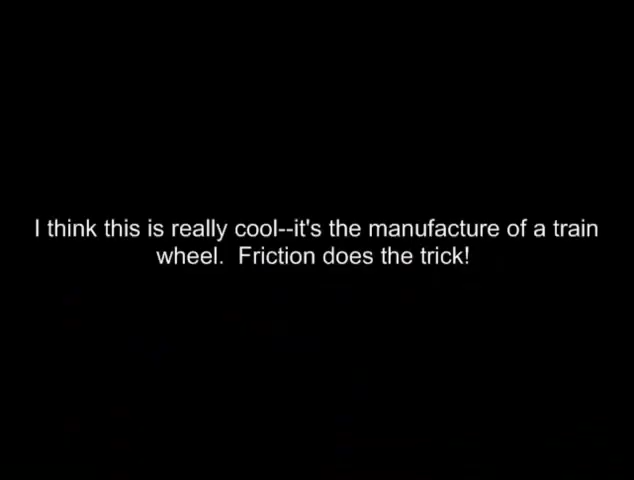 I think this is really cool--it's the manufacture of a train
wheel.  Friction does the trick!